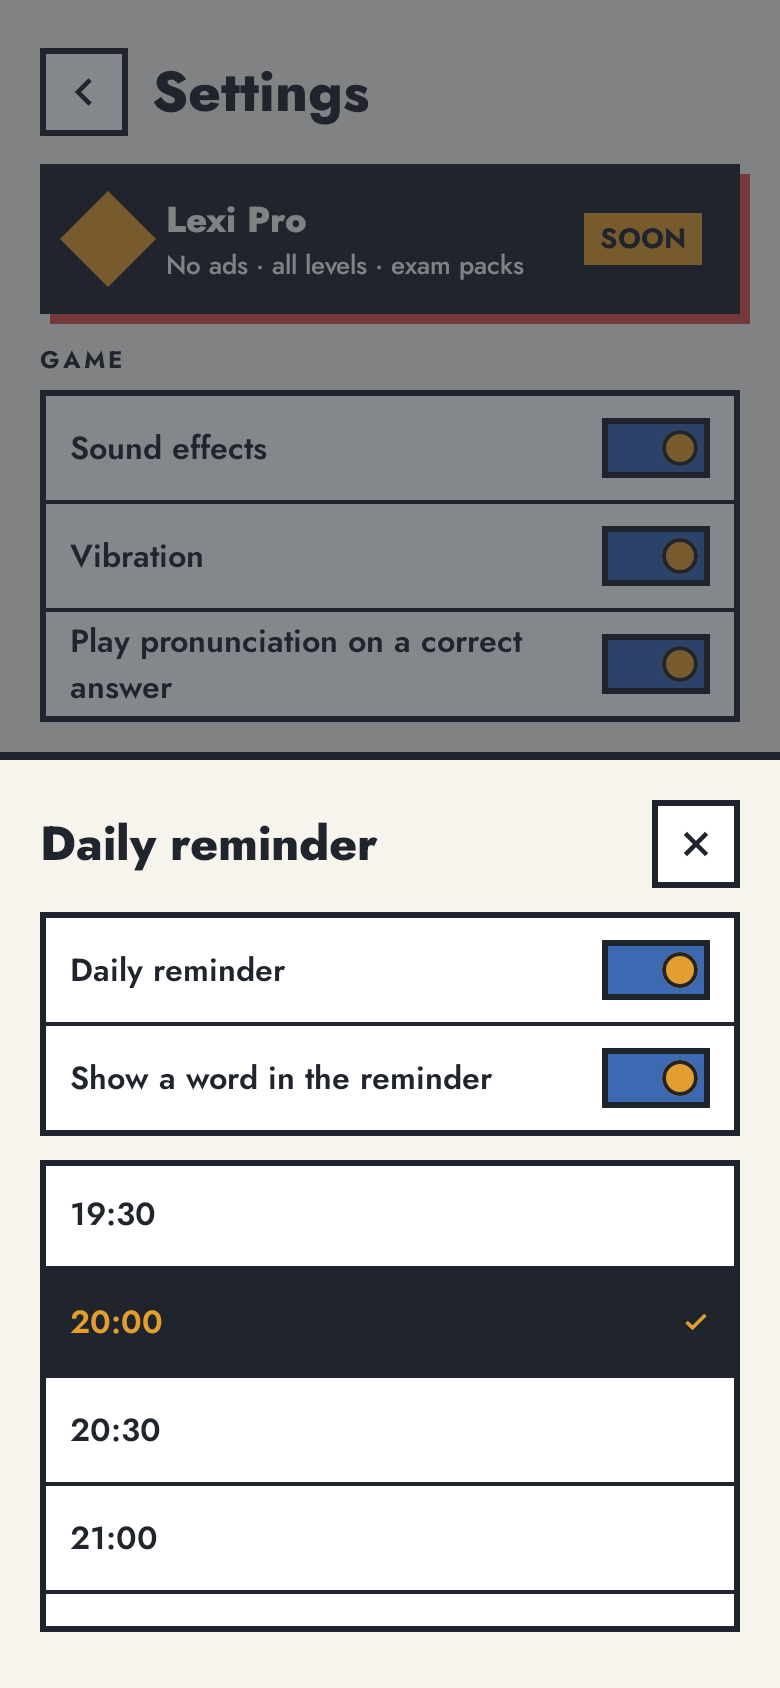 Settings
Lexi Pro
No ads · all levels · exam packs
SOON
GAME
Sound effects
Vibration
Play pronunciation on a correct
answer
Daily reminder
Daily reminder
Show a word in the reminder
19:30
20:00
20:30
21:00